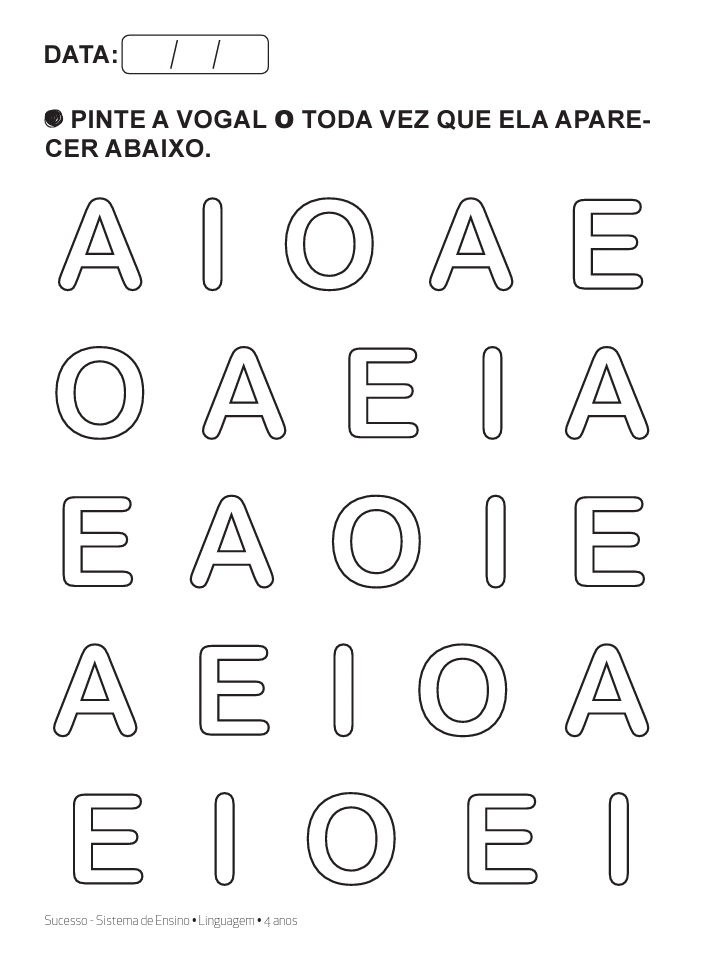 DATA: / /
PINTE A VOGAL O TODA VEZ QUE ELA APARE-
CER ABAIXO.
A I O A E
O A E I A
E A O I E
A E I O A
E I O E I
Sucesso - Sistema de Ensino • Linguagem • 4 anos